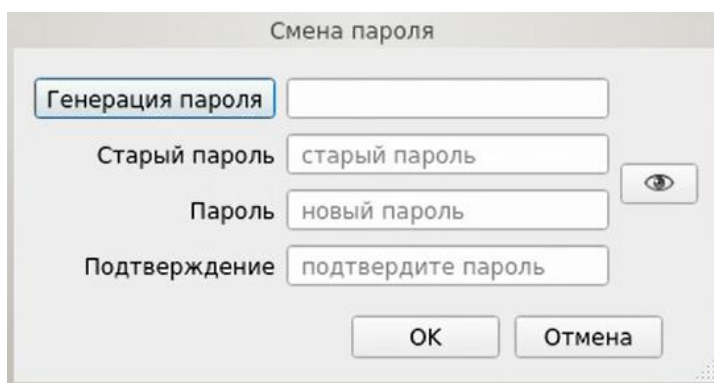 Смена пароля
Генерация пароля
Старый пароль старый пароль
Пароль новый пароль
Подтверждение подтвердите пароль
OK Отмена